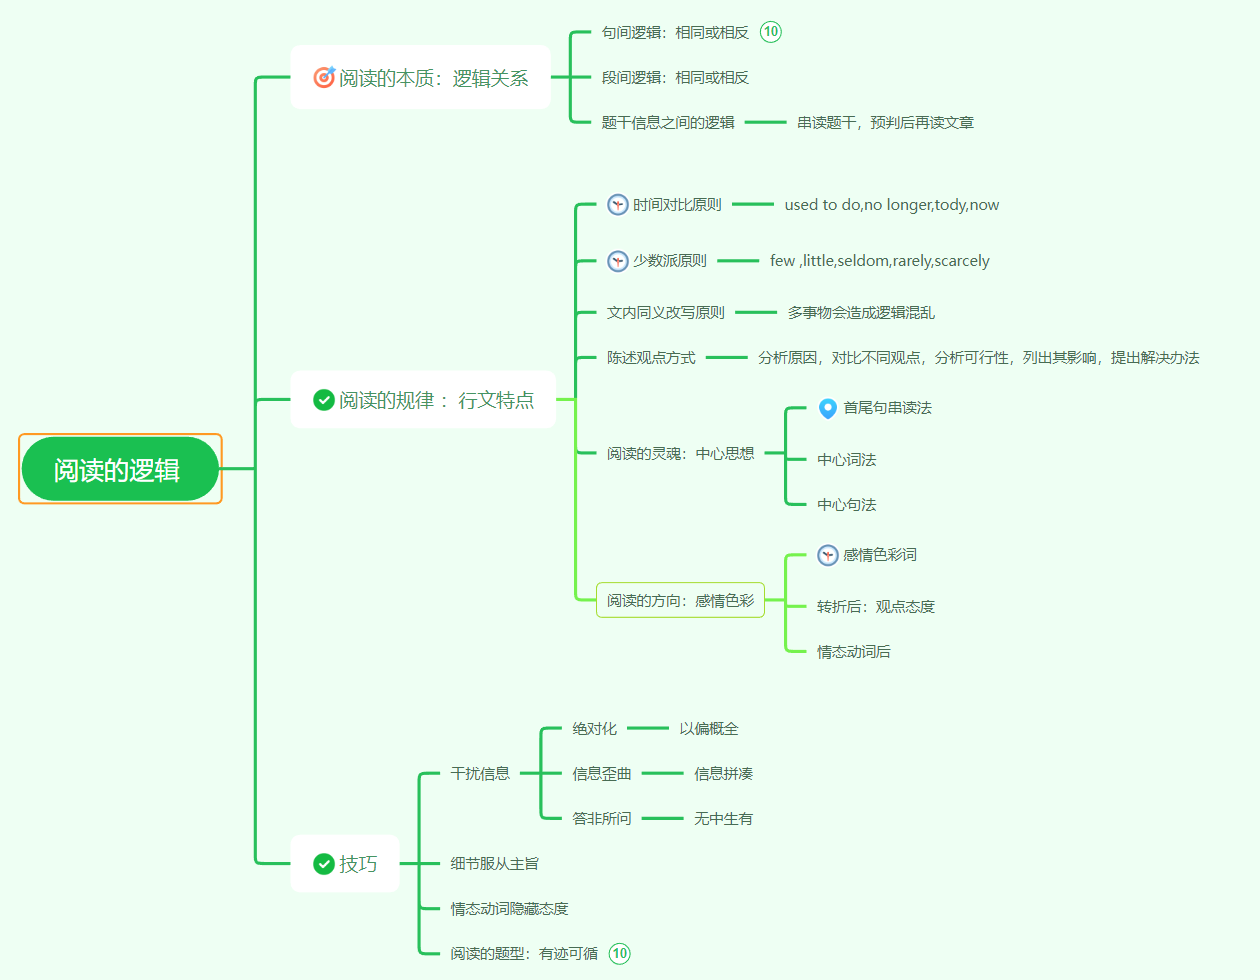 阅读的逻辑
阅读的本质：逻辑关系
句间逻辑：相同或相反 10
段间逻辑：相同或相反
题干信息之间的逻辑
串读题干，预判后再读文章
阅读的规律 ：行文特点
时间对比原则
used to do,no longer,tody,now
少数派原则
few ,little,seldom,rarely,scarcely
文内同义改写原则
多事物会造成逻辑混乱
陈述观点方式
分析原因，对比不同观点，分析可行性，列出其影响，提出解决办法
阅读的灵魂：中心思想
首尾句串读法
中心词法
中心句法
阅读的方向：感情色彩
感情色彩词
转折后：观点态度
情态动词后
技巧
干扰信息
绝对化
以偏概全
信息歪曲
信息拼凑
答非所问
无中生有
细节服从主旨
情态动词隐藏态度
阅读的题型：有迹可循 10